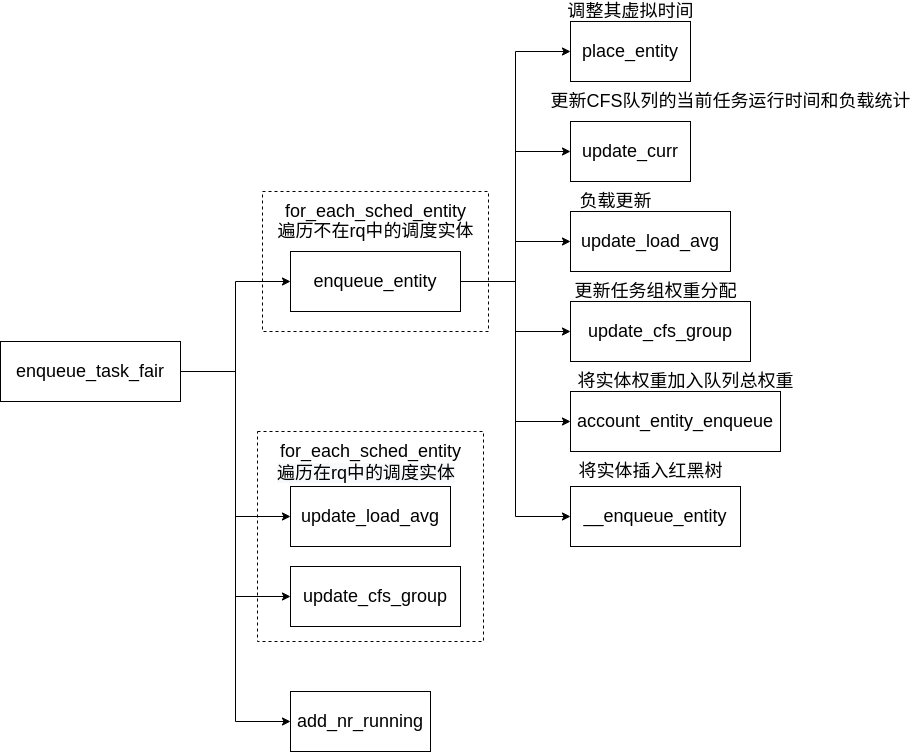 调整其虚拟时间
place_entity
更新CFS队列的当前任务运行时间和负载统计
update_curr
负载更新
update_load_avg
更新任务组权重分配
update_cfs_group
将实体权重加入队列总权重
account_entity_enqueue
将实体插入红黑树
__enqueue_entity
for_each_sched_entity
遍历不在rq中的调度实体
enqueue_entity
enqueue_task_fair
for_each_sched_entity
遍历在rq中的调度实体
update_load_avg
update_cfs_group
add_nr_running